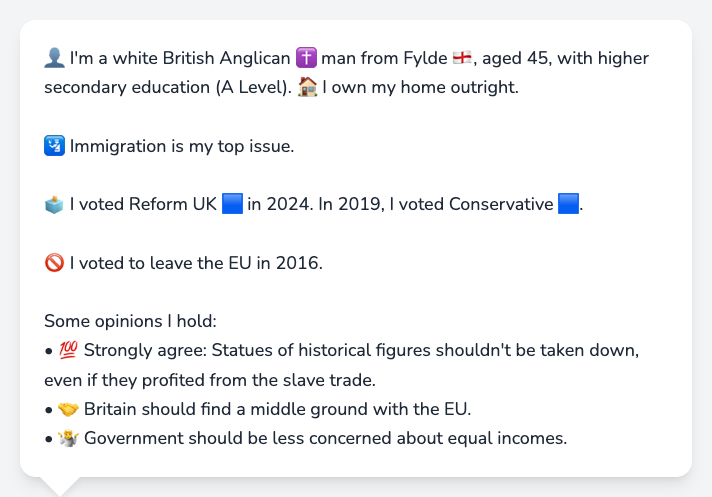 👤 I'm a white British Anglican ✝️ man from Fylde 🏴󠁧󠁢󠁥󠁮󠁧󠁿, aged 45, with higher
secondary education (A Level). 🏠 I own my home outright.
🛂 Immigration is my top issue.
🗳️ I voted Reform UK 🟦 in 2024. In 2019, I voted Conservative 🟦.
🚫 I voted to leave the EU in 2016.
Some opinions I hold:
• 💯 Strongly agree: Statues of historical figures shouldn't be taken down,
even if they profited from the slave trade.
• 🤝 Britain should find a middle ground with the EU.
• 🤷 Government should be less concerned about equal incomes.